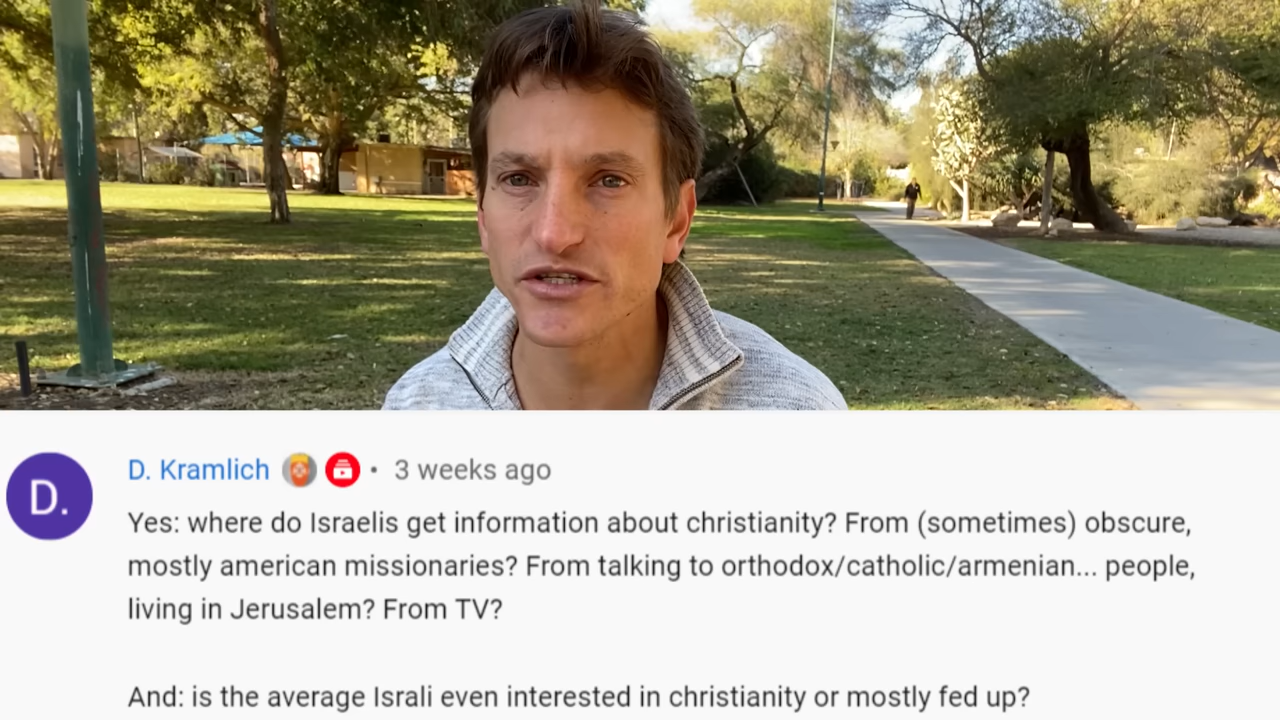 D.
D. Kramlich • 3 weeks ago
Yes: where do Israelis get information about christianity? From (sometimes) obscure,
mostly american missionaries? From talking to orthodox/catholic/armenian... people,
living in Jerusalem? From TV?
And: is the average Israli even interested in christianity or mostly fed up?